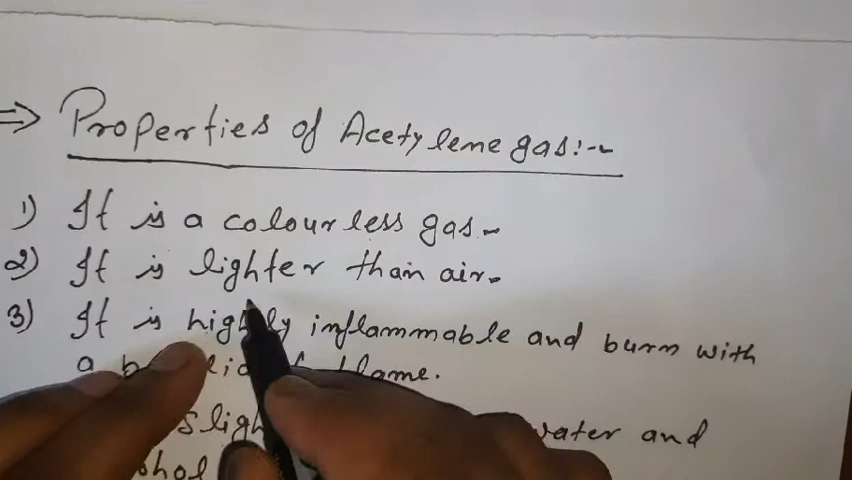 ⇒ Properties of Acetylene gas:-
1) It is a colourless gas.
2) It is lighter than air.
3) It is highly inflammable and burn with
a flame.
water and